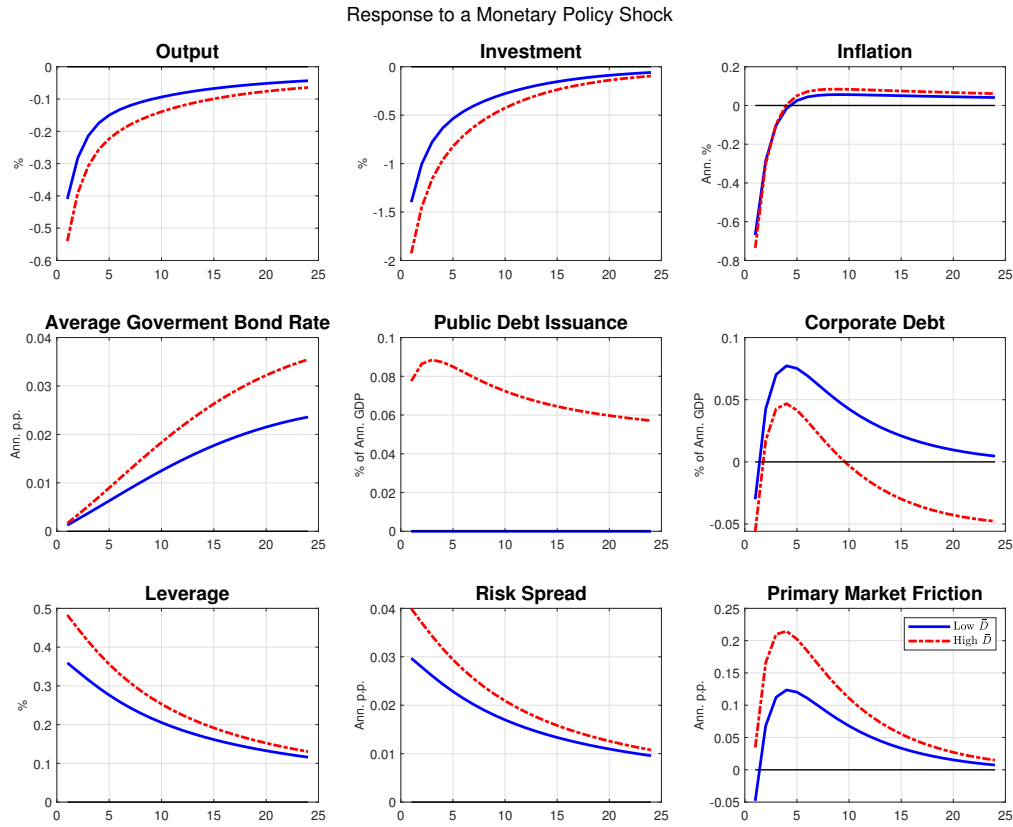 Response to a Monetary Policy Shock
Output
%
0
-0.1
-0.2
-0.3
-0.4
-0.5
-0.6
0 5 10 15 20 25
Investment
%
0
-0.5
-1
-1.5
-2
0 5 10 15 20 25
Inflation
Ann. %
0.2
0
-0.2
-0.4
-0.6
-0.8
0 5 10 15 20 25
Average Goverment Bond Rate
Ann. p.p.
0.04
0.03
0.02
0.01
0
0 5 10 15 20 25
Public Debt Issuance
% of Ann. GDP
0.1
0.08
0.06
0.04
0.02
0
0 5 10 15 20 25
Corporate Debt
% of Ann. GDP
0.1
0.05
0
-0.05
0 5 10 15 20 25
Leverage
%
0.5
0.4
0.3
0.2
0.1
0
0 5 10 15 20 25
Risk Spread
Ann. p.p.
0.04
0.03
0.02
0.01
0
0 5 10 15 20 25
Primary Market Friction
Ann. p.p.
0.25
0.2
0.15
0.1
0.05
0
-0.05
0 5 10 15 20 25
Low D̄
High D̄